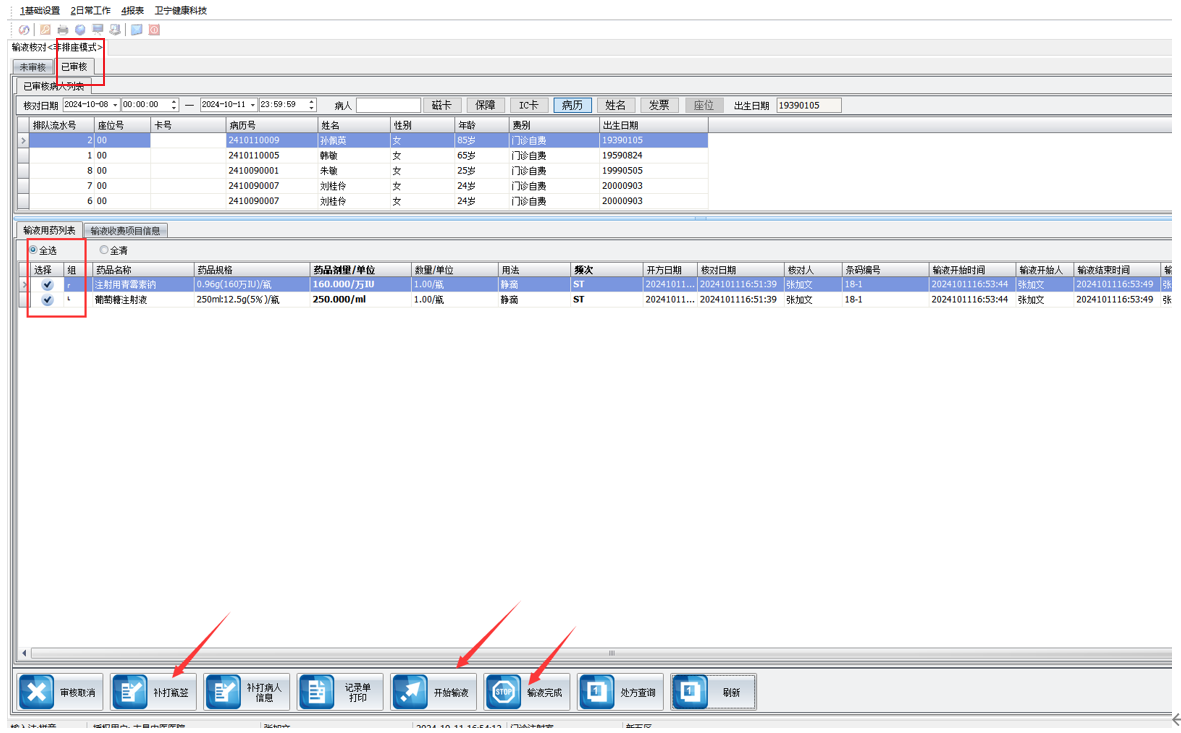 1基础设置 2日常工作 4报表 卫宁健康科技
输液核对<非排座模式>
未审核 已审核
已审核病人列表
核对日期 2024-10-08 00:00:00 — 2024-10-11 23:59:59 病人 磁卡 保障 IC卡 病历 姓名 发票 座位 出生日期 19390105
排队流水号 座位号 卡号 病历号 姓名 性别 年龄 费别 出生日期
2 00 2410110009 孙佩英 女 85岁 门诊自费 19390105
1 00 2410110005 韩敏 女 65岁 门诊自费 19590824
8 00 2410090001 朱敏 女 25岁 门诊自费 19990505
7 00 2410090007 刘桂伶 女 24岁 门诊自费 20000903
6 00 2410090007 刘桂伶 女 24岁 门诊自费 20000903
输液用药列表 输液收费项目信息
全选 全清
选择 组 药品名称 药品规格 药品剂量/单位 数量/单位 用法 频次 开方日期 核对日期 核对人 条码编号 输液开始时间 输液开始人 输液结束时间 输
注射用青霉素钠 0.96g(160万IU)/瓶 160.000/万IU 1.00/瓶 静滴 ST 20241011... 2024101116:51:39 张加文 18-1 2024101116:53:44 张加文 2024101116:53:49 张
葡萄糖注射液 250ml:12.5g(5%)/瓶 250.000/ml 1.00/瓶 静滴 ST 20241011... 2024101116:51:39 张加文 18-1 2024101116:53:44 张加文 2024101116:53:49 张
审核取消 补打瓶签 补打病人信息 记录单打印 开始输液 STOP 输液完成 1 处方查询 1 刷新
张加文 2024-10-11 16:54:12 门诊注射室 新五区